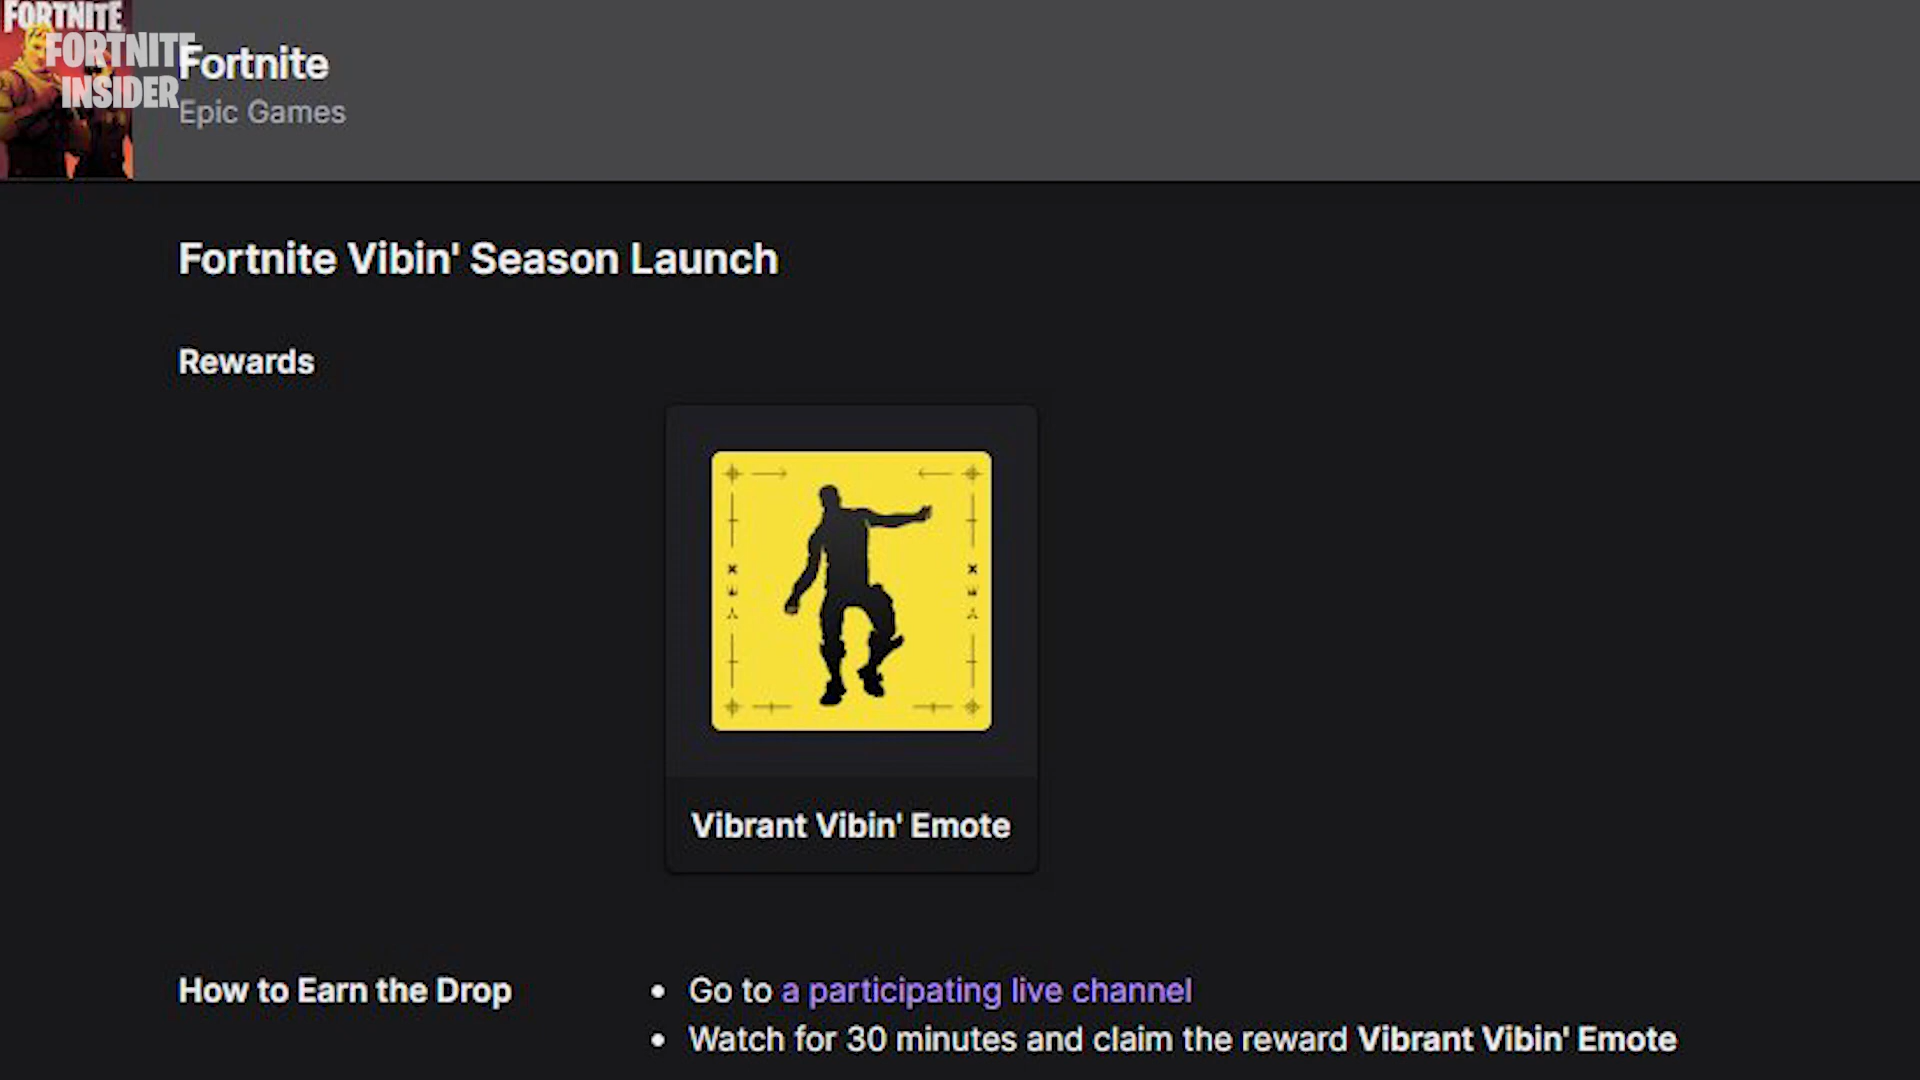 FORTNITE
FORTNITE
INSIDER
Fortnite
Epic Games
Fortnite Vibin' Season Launch
Rewards
Vibrant Vibin' Emote
How to Earn the Drop
• Go to a participating live channel
• Watch for 30 minutes and claim the reward Vibrant Vibin' Emote